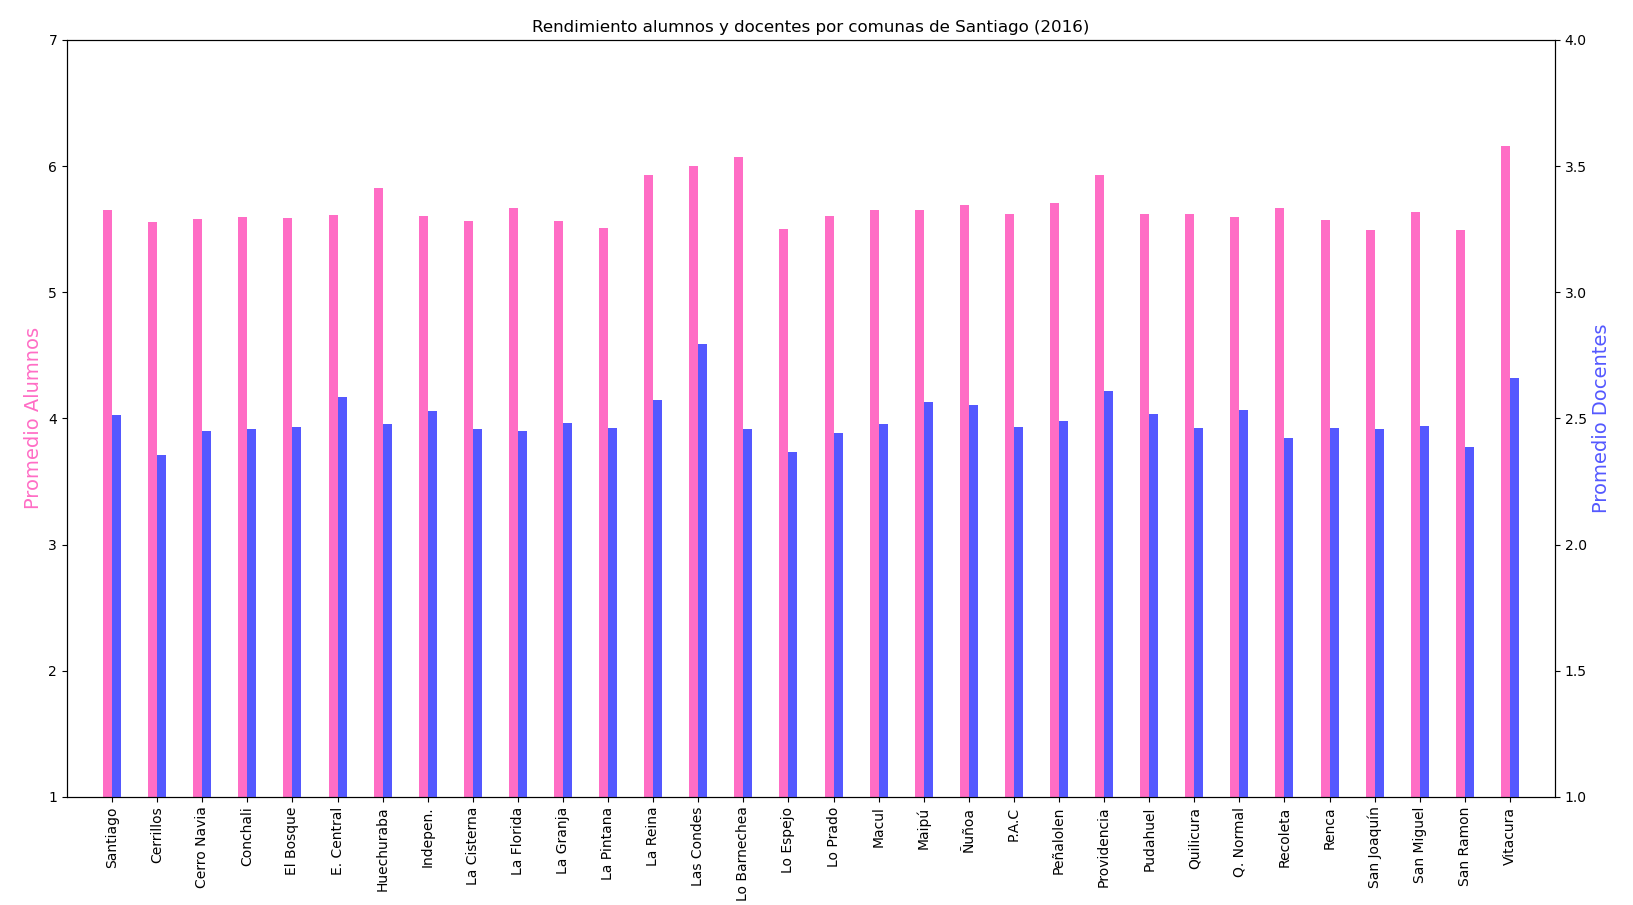 Rendimiento alumnos y docentes por comunas de Santiago (2016)
Promedio Alumnos
7
6
5
4
3
2
1
4.0
3.5
3.0
2.5
2.0
1.5
1.0
Promedio Docentes
Santiago
Cerrillos
Cerro Navia
Conchali
El Bosque
E. Central
Huechuraba
Indepen.
La Cisterna
La Florida
La Granja
La Pintana
La Reina
Las Condes
Lo Barnechea
Lo Espejo
Lo Prado
Macul
Maipú
Ñuñoa
P.A.C
Peñalolen
Providencia
Pudahuel
Quilicura
Q. Normal
Recoleta
Renca
San Joaquín
San Miguel
San Ramon
Vitacura